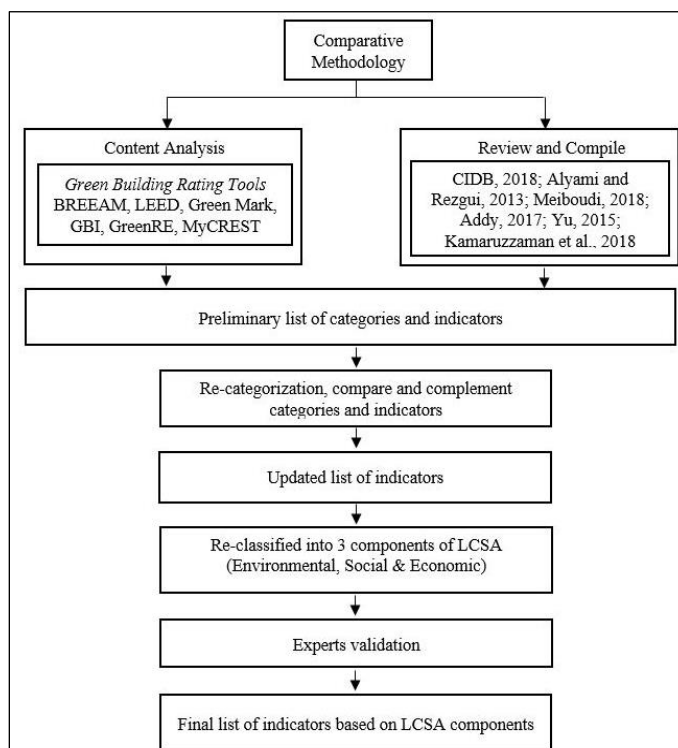 Comparative
Methodology
Content Analysis
Green Building Rating Tools
BREEAM, LEED, Green Mark,
GBI, GreenRE, MyCREST
Review and Compile
CIDB, 2018; Alyami and
Rezgui, 2013; Meiboudi, 2018;
Addy, 2017; Yu, 2015;
Kamaruzzaman et al., 2018
Preliminary list of categories and indicators
Re-categorization, compare and complement
categories and indicators
Updated list of indicators
Re-classified into 3 components of LCSA
(Environmental, Social & Economic)
Experts validation
Final list of indicators based on LCSA components